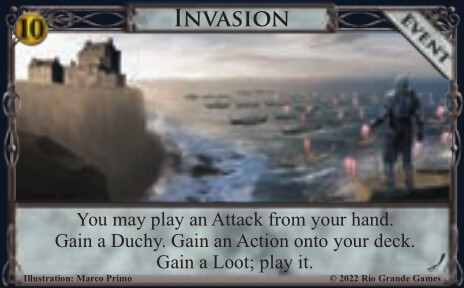 INVASION
10
EVENT
You may play an Attack from your hand.
Gain a Duchy. Gain an Action onto your deck.
Gain a Loot; play it.
Illustration: Marco Primo
© 2022 Rio Grande Games